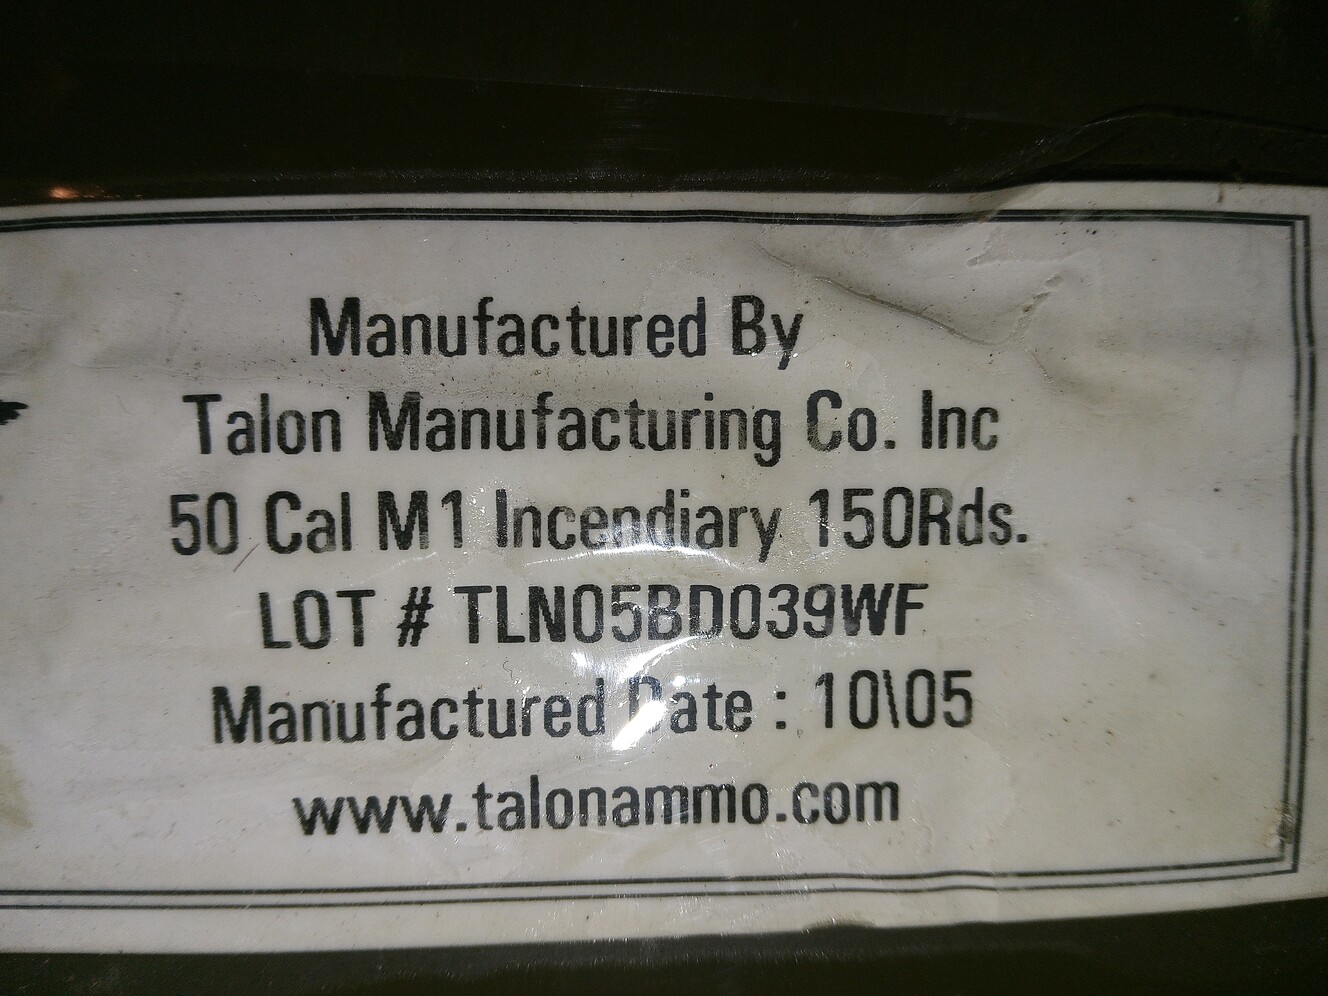 Manufactured By
Talon Manufacturing Co. Inc
50 Cal M1 Incendiary 150Rds.
LOT # TLN05BD039WF
Manufactured Date : 10\05
www.talonammo.com